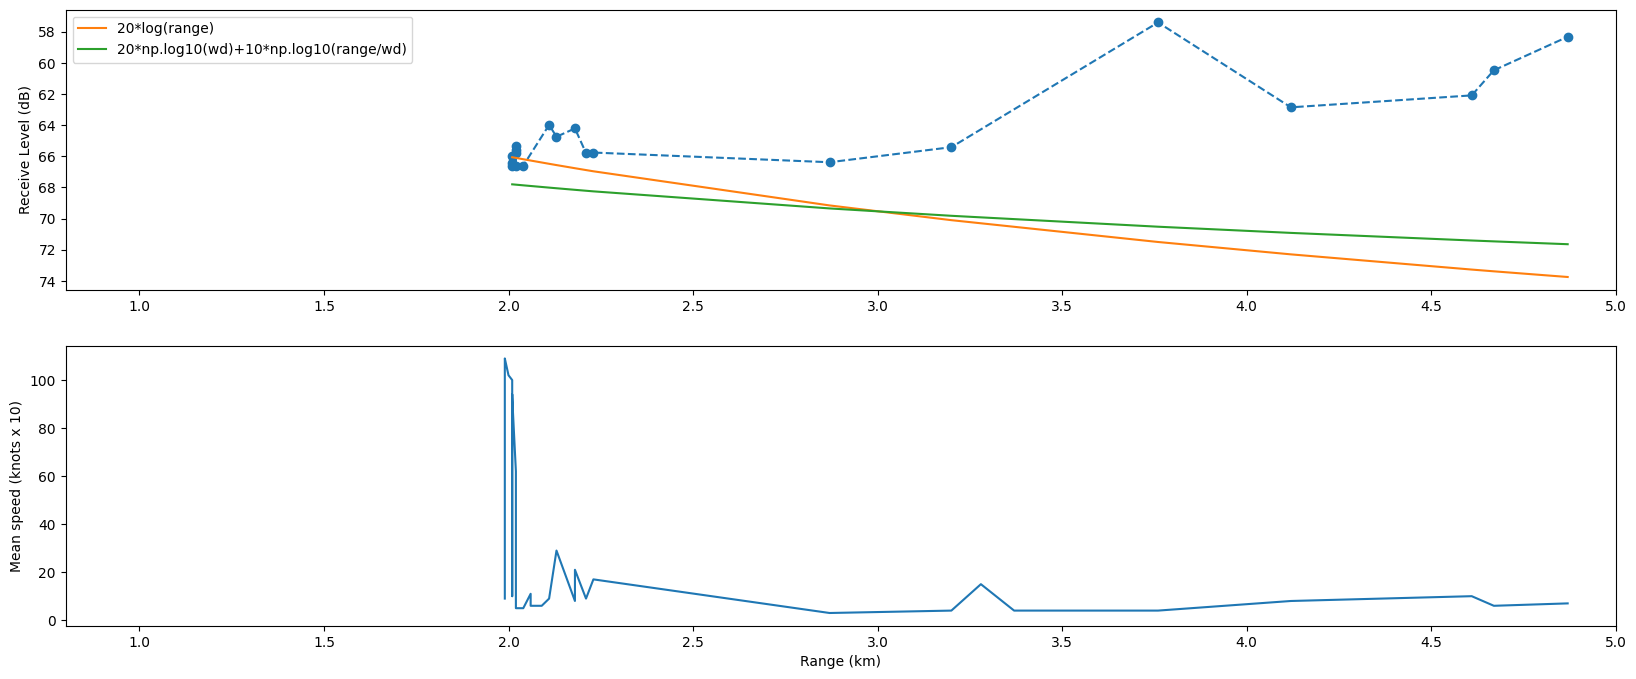 20*log(range)
20*np.log10(wd)+10*np.log10(range/wd)
Receive Level (dB)
58
60
62
64
66
68
70
72
74
1.0 1.5 2.0 2.5 3.0 3.5 4.0 4.5 5.0
Mean speed (knots x 10)
100
80
60
40
20
0
1.0 1.5 2.0 2.5 3.0 3.5 4.0 4.5 5.0
Range (km)